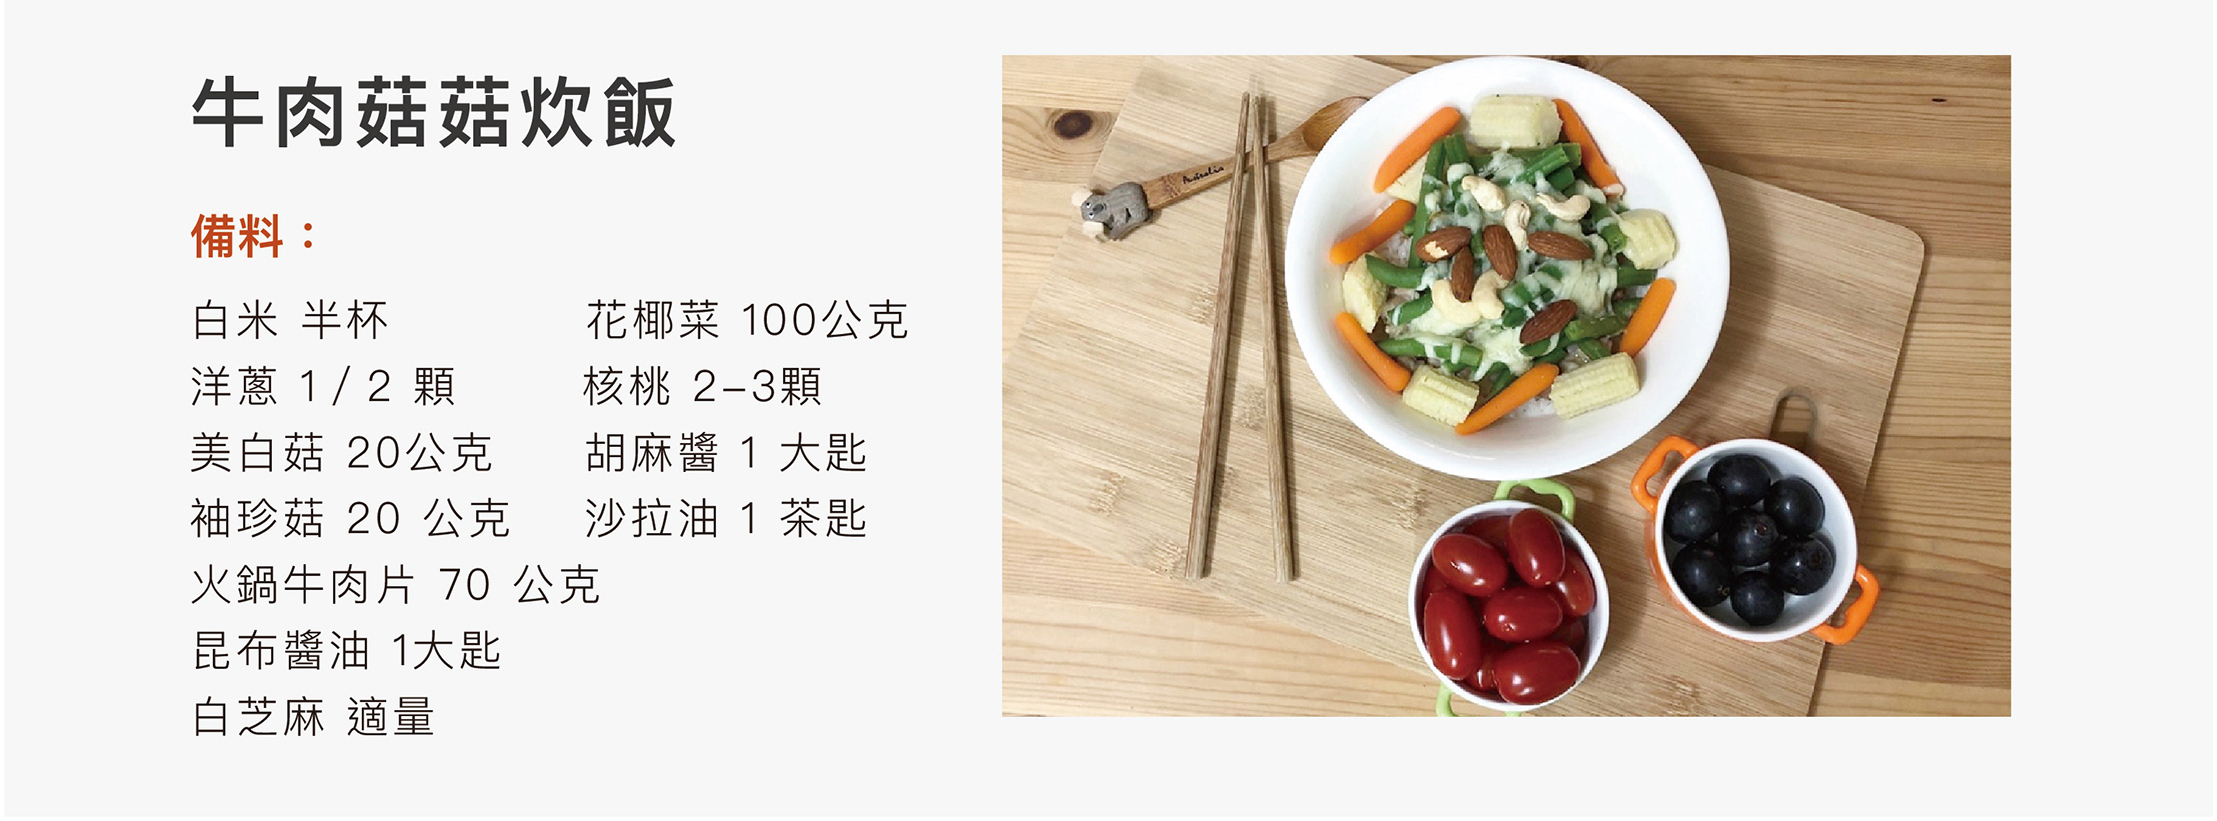 牛肉菇菇炊飯
備料：
白米 半杯
洋蔥 1/2 顆
美白菇 20公克
袖珍菇 20 公克
火鍋牛肉片 70 公克
昆布醬油 1大匙
白芝麻 適量
花椰菜 100公克
核桃 2-3顆
胡麻醬 1 大匙
沙拉油 1 茶匙
Australia